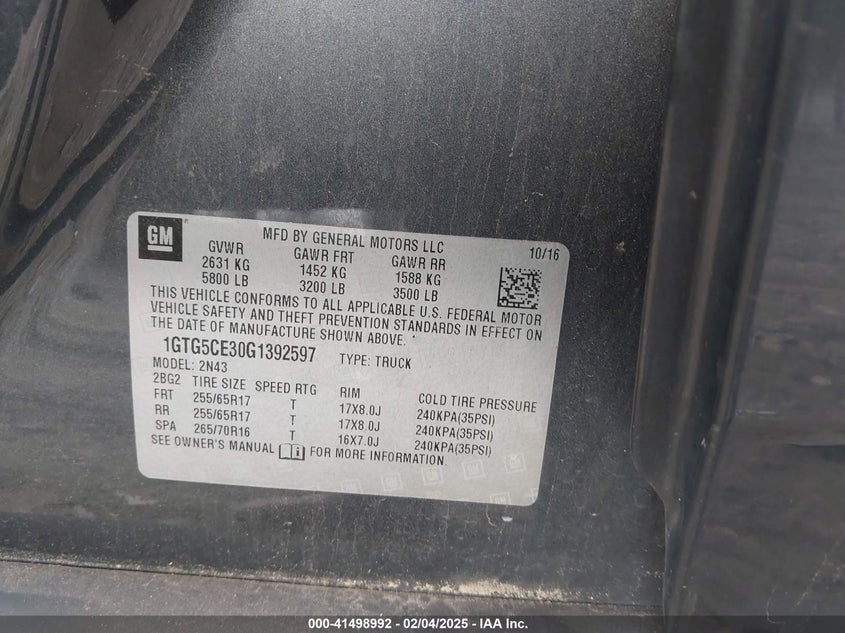 GM
MFD BY GENERAL MOTORS LLC
10/16
GVWR GAWR FRT GAWR RR
2631 KG 1452 KG 1588 KG
5800 LB 3200 LB 3500 LB
THIS VEHICLE CONFORMS TO ALL APPLICABLE U.S. FEDERAL MOTOR
VEHICLE SAFETY AND THEFT PREVENTION STANDARDS IN EFFECT ON
THE DATE OF MANUFACTURE SHOWN ABOVE.
1GTG5CE30G1392597 TYPE: TRUCK
MODEL: 2N43
2BG2 TIRE SIZE SPEED RTG RIM COLD TIRE PRESSURE
FRT 255/65R17 T 17X8.0J 240KPA(35PSI)
RR 255/65R17 T 17X8.0J 240KPA(35PSI)
SPA 265/70R16 T 16X7.0J 240KPA(35PSI)
SEE OWNER'S MANUAL FOR MORE INFORMATION.
000-41498992 - 02/04/2025 - IAA Inc.